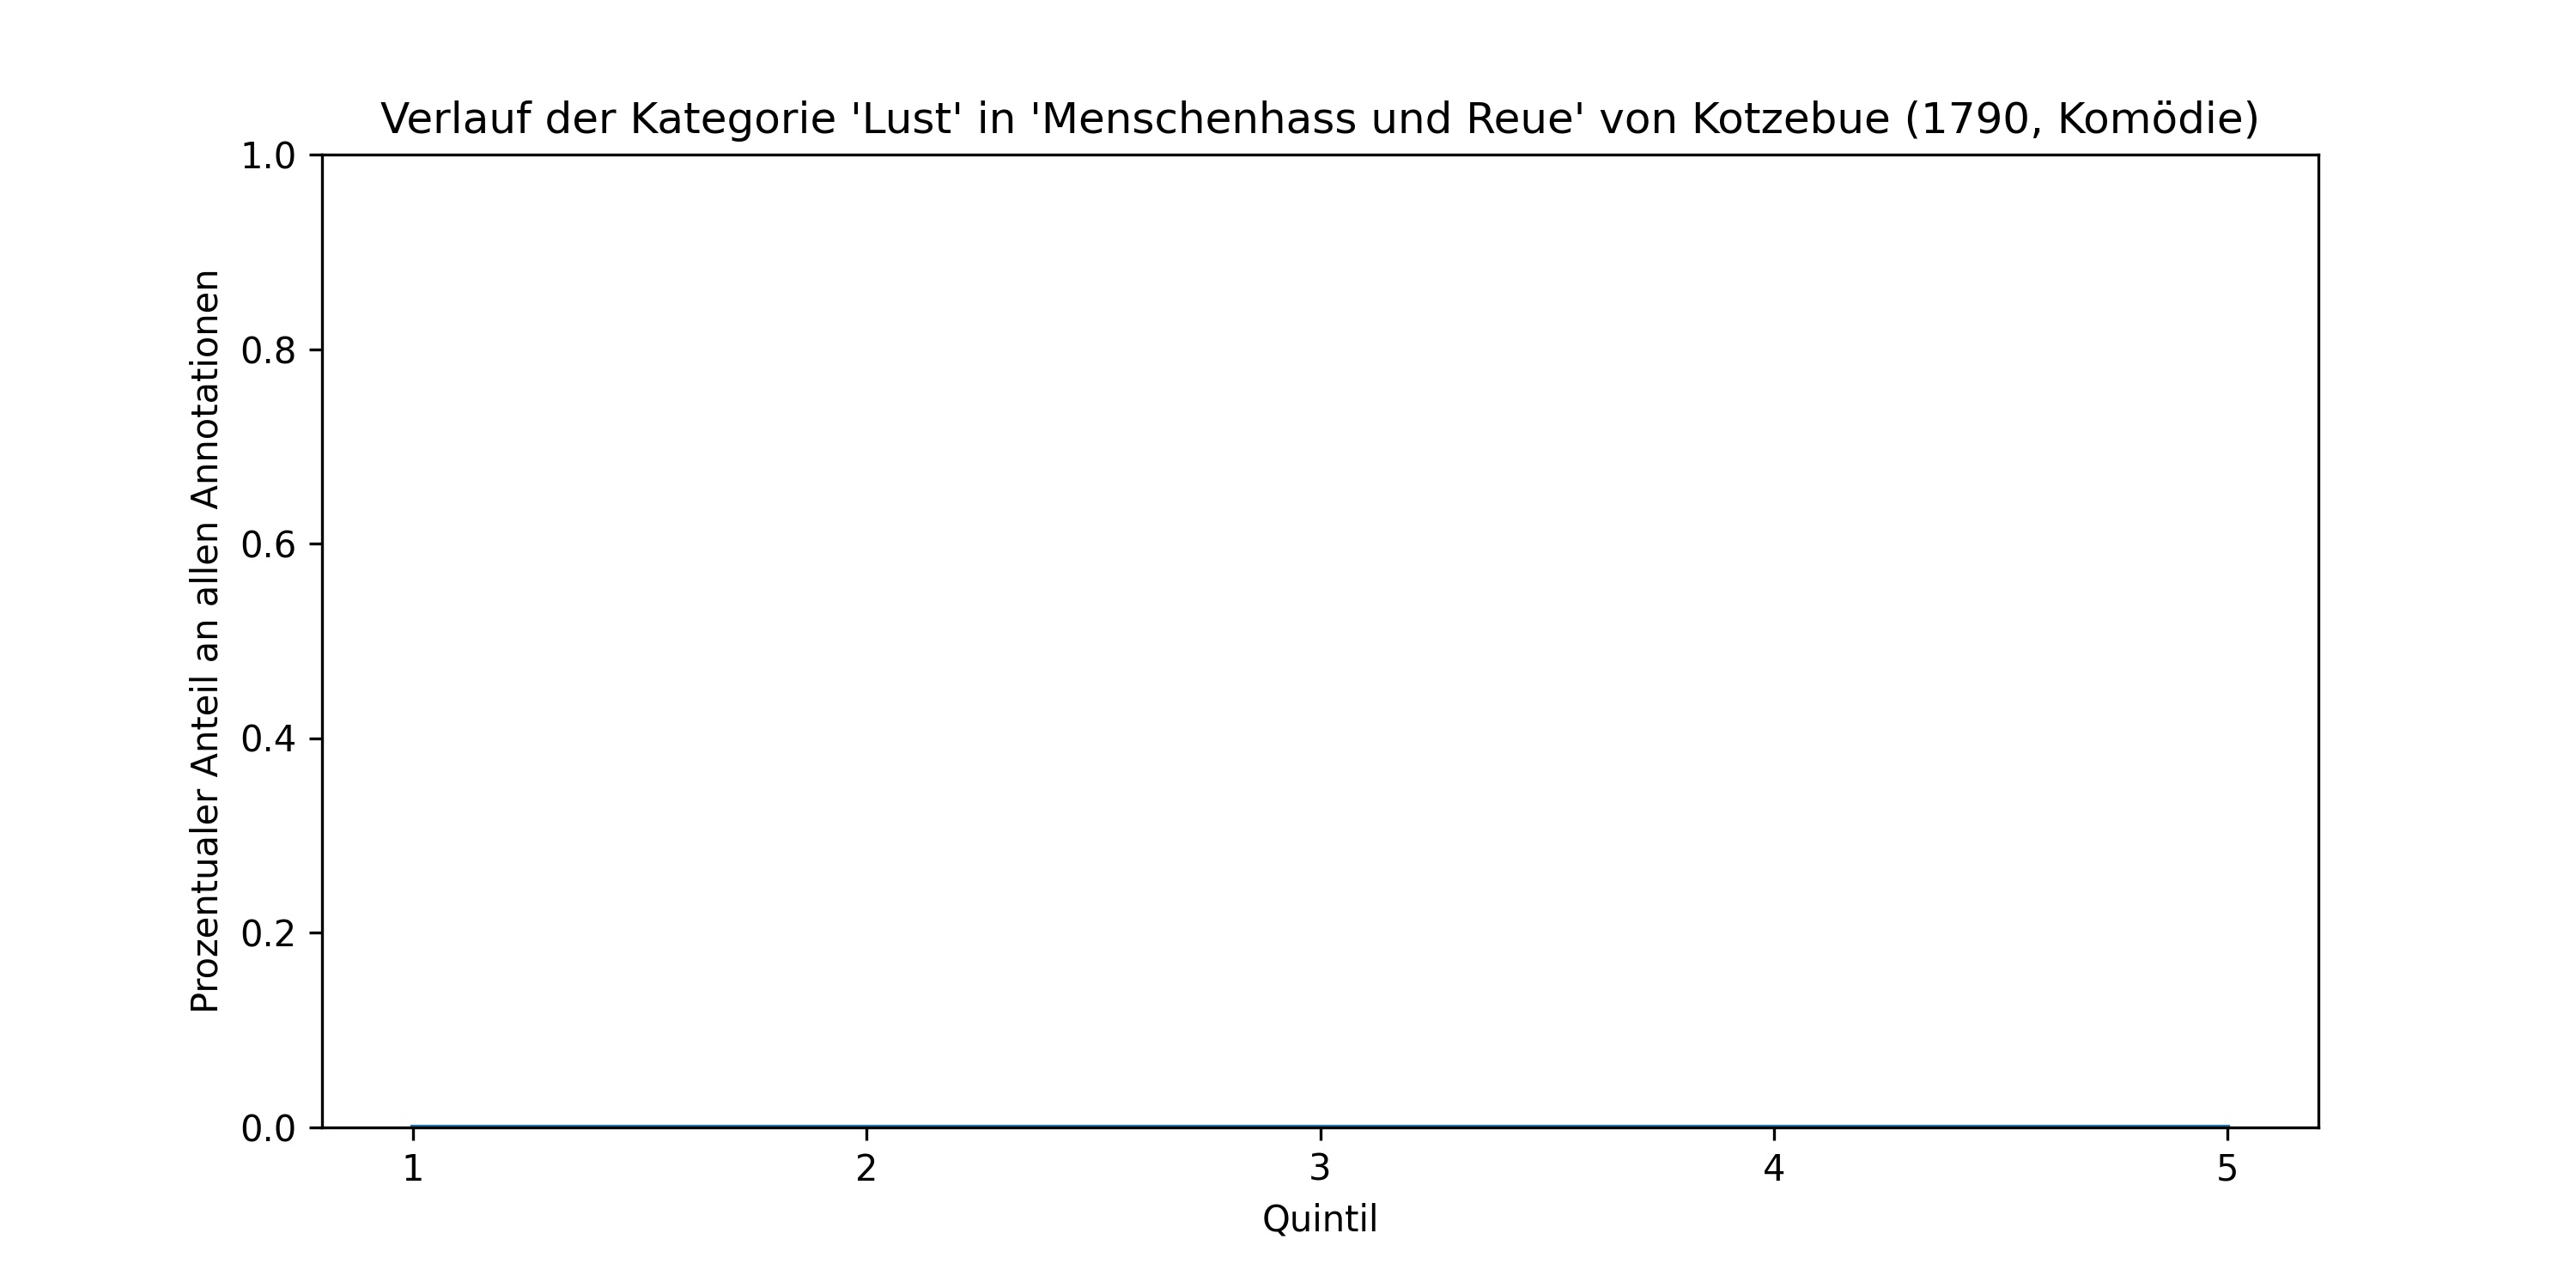 Verlauf der Kategorie 'Lust' in 'Menschenhass und Reue' von Kotzebue (1790, Komödie)
Prozentualer Anteil an allen Annotationen
1.0
0.8
0.6
0.4
0.2
0.0
1 2 3 4 5
Quintil